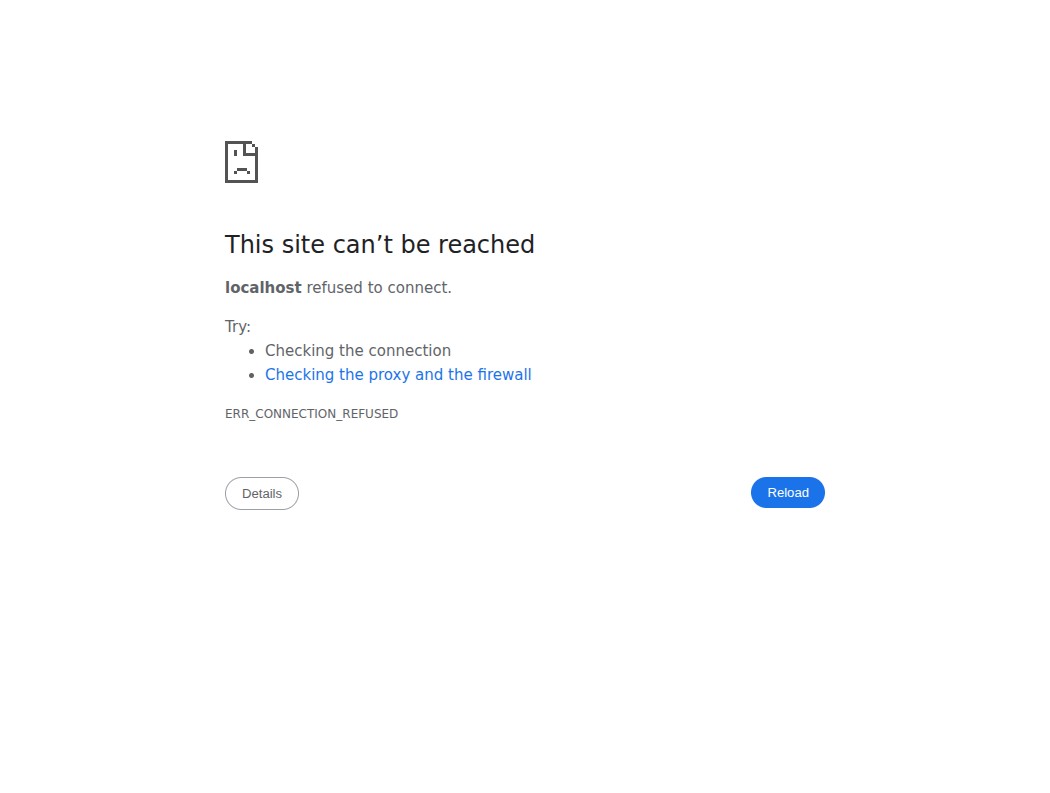 This site can’t be reached
localhost refused to connect.
Try:
Checking the connection
Checking the proxy and the firewall
ERR_CONNECTION_REFUSED
Details
Reload